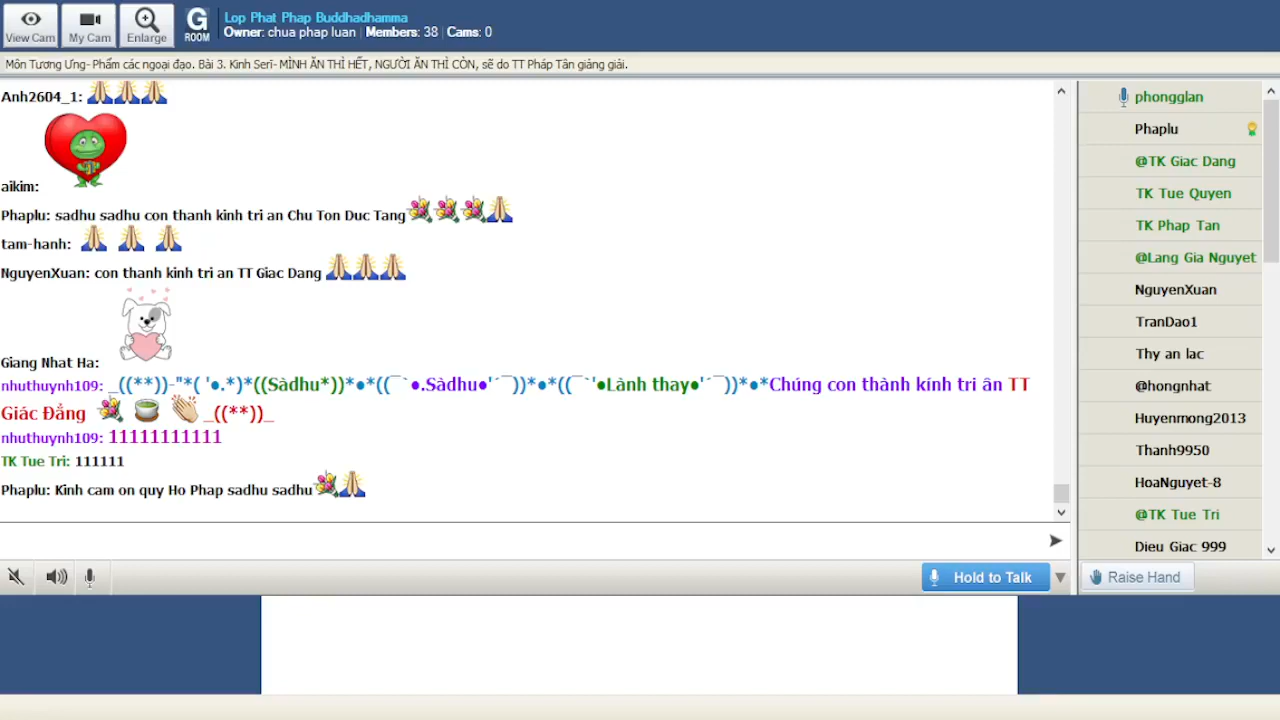 View Cam
My Cam
Enlarge
G
ROOM
Lop Phat Phap Buddhadhamma
Owner: chua phap luan | Members: 38 | Cams: 0
Môn Tương Ưng- Phẩm các ngoại đạo. Bài 3. Kinh Serī- MÌNH ĂN THÌ HẾT, NGƯỜI ĂN THÌ CÒN, sẽ do TT Pháp Tân giảng giải.
Anh2604_1:
aikim:
Phaplu: sadhu sadhu con thanh kinh tri an Chu Ton Duc Tang
tam-hanh:
NguyenXuan: con thanh kinh tri an TT Giac Dang
Giang Nhat Ha:
nhuthuynh109: _((**))-"*( '●.*)*((Sàdhu*))*●*((¯`●.Sàdhu●'´¯))*●*((¯`'●Lành thay●'´¯))*●*Chúng con thành kính tri ân TT
Giác Đẳng _((**))_
nhuthuynh109: 11111111111
TK Tue Tri: 111111
Phaplu: Kinh cam on quy Ho Phap sadhu sadhu
phongglan
Phaplu
@TK Giac Dang
TK Tue Quyen
TK Phap Tan
@Lang Gia Nguyet
NguyenXuan
TranDao1
Thy an lac
@hongnhat
Huyenmong2013
Thanh9950
HoaNguyet-8
@TK Tue Tri
Dieu Giac 999
Hold to Talk
Raise Hand